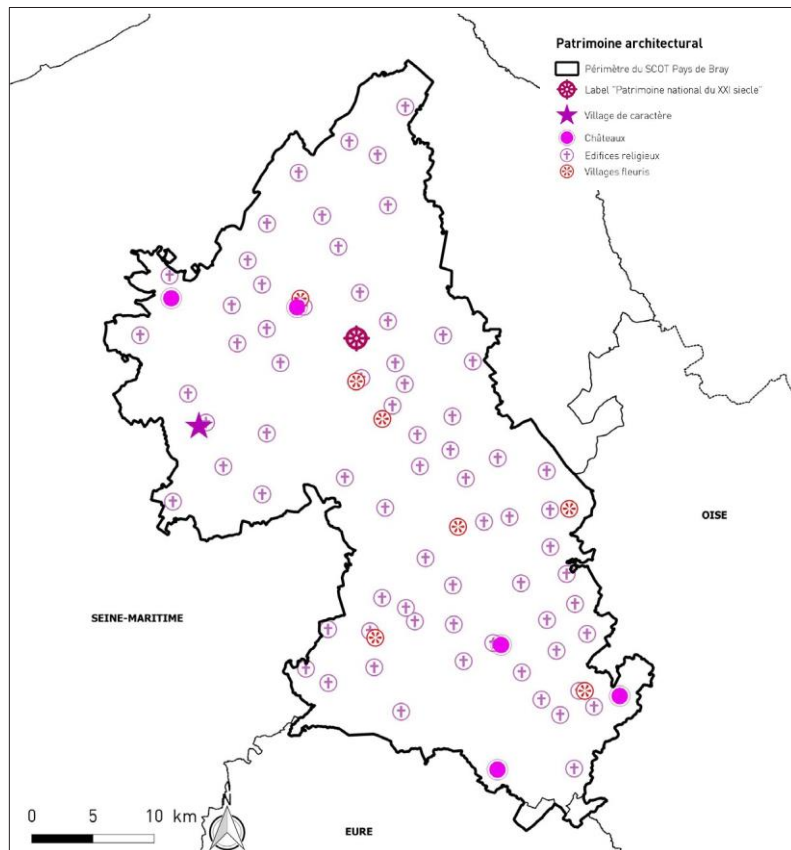 Patrimoine architectural
Périmètre du SCOT Pays de Bray
Label "Patrimoine national du XXI siecle"
Village de caractère
Châteaux
Edifices religieux
Villages fleuris
OISE
SEINE-MARITIME
0 5 10 km
N
EURE